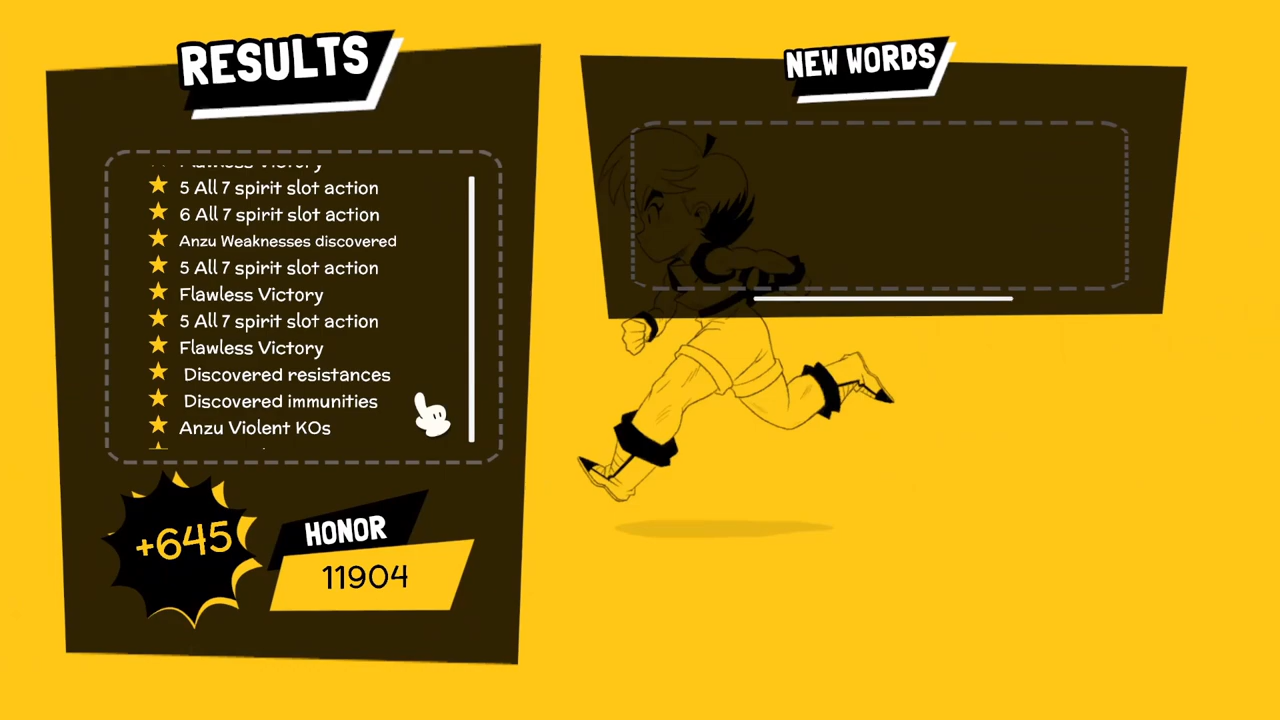 RESULTS
Flawless Victory
5 All 7 spirit slot action
6 All 7 spirit slot action
Anzu Weaknesses discovered
5 All 7 spirit slot action
Flawless Victory
5 All 7 spirit slot action
Flawless Victory
Discovered resistances
Discovered immunities
Anzu Violent KOs
+645
HONOR
11904
NEW WORDS